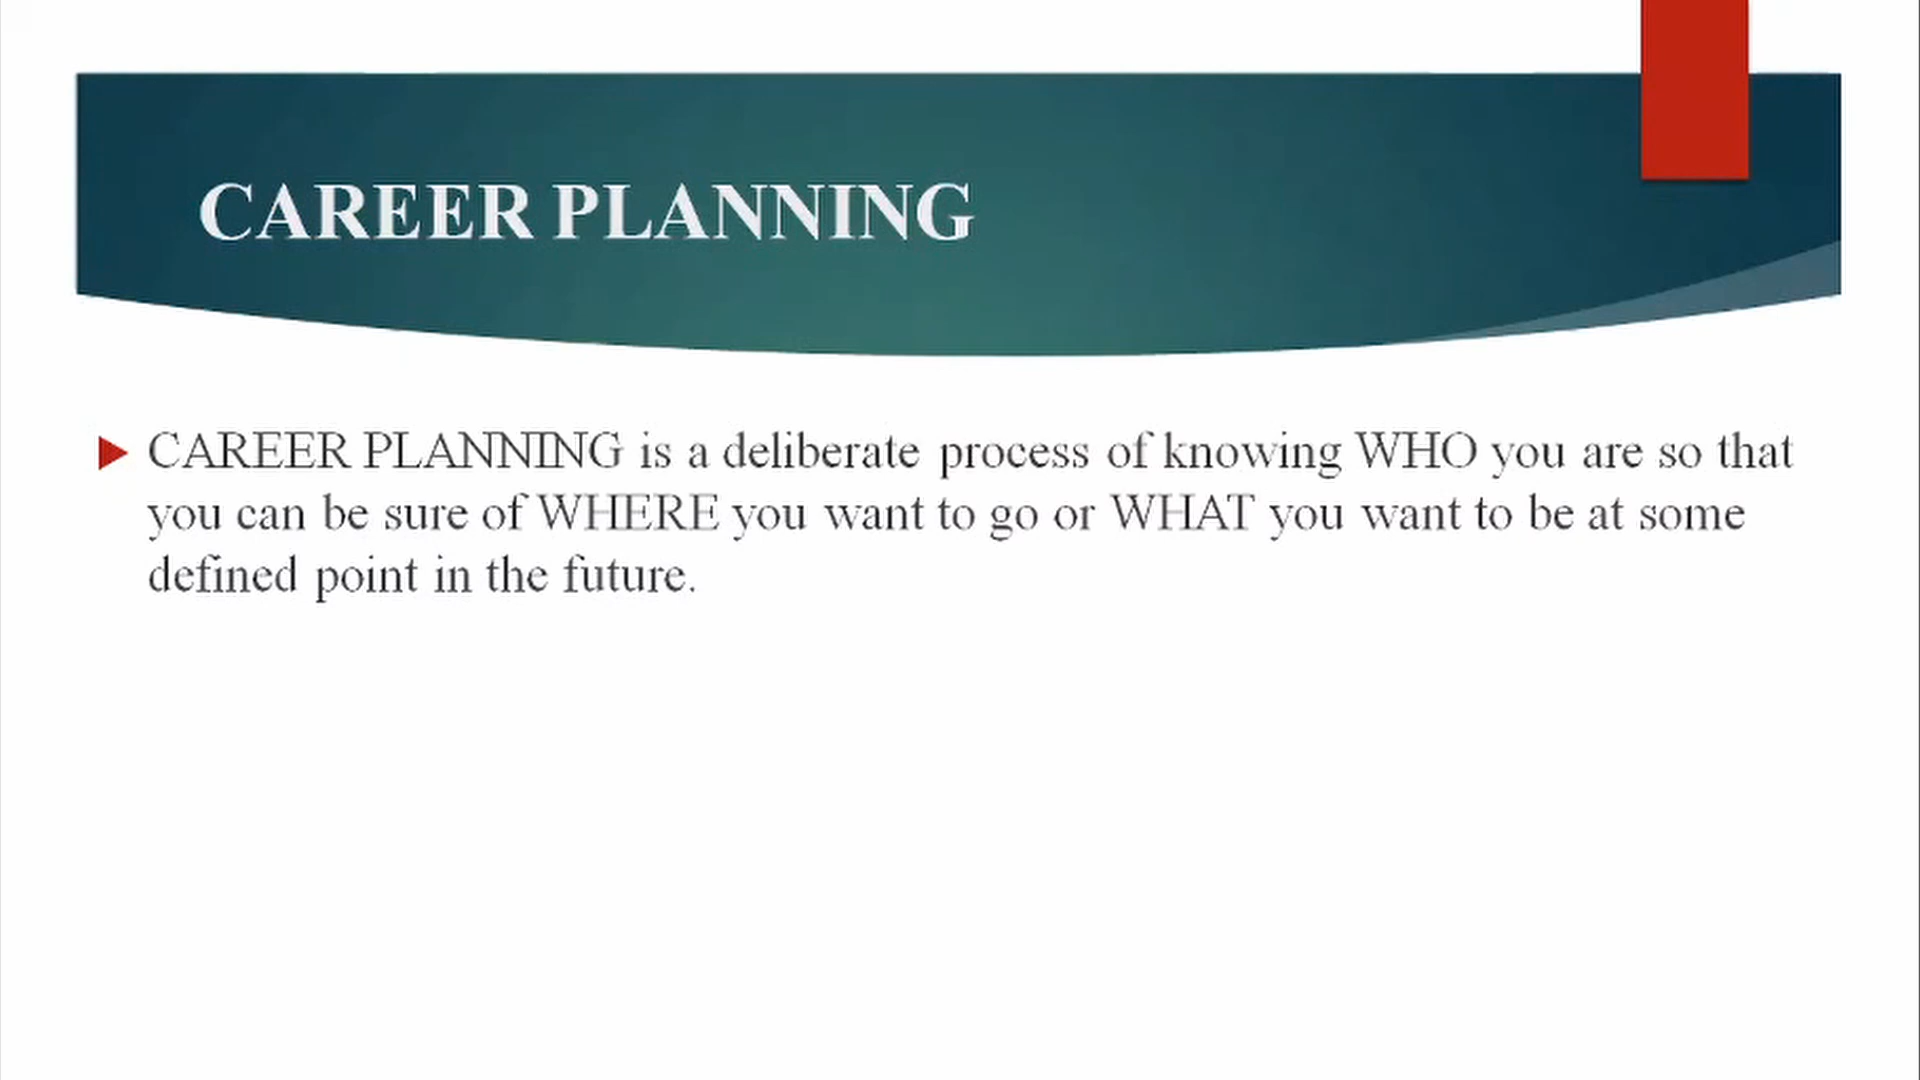 CAREER PLANNING
CAREER PLANNING is a deliberate process of knowing WHO you are so that
you can be sure of WHERE you want to go or WHAT you want to be at some
defined point in the future.